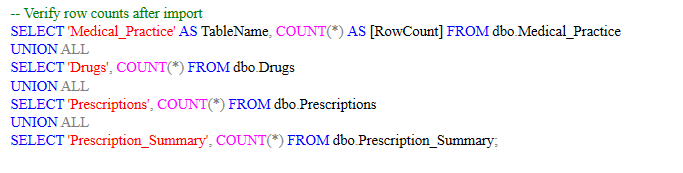 -- Verify row counts after import
SELECT 'Medical_Practice' AS TableName, COUNT(*) AS [RowCount] FROM dbo.Medical_Practice
UNION ALL
SELECT 'Drugs', COUNT(*) FROM dbo.Drugs
UNION ALL
SELECT 'Prescriptions', COUNT(*) FROM dbo.Prescriptions
UNION ALL
SELECT 'Prescription_Summary', COUNT(*) FROM dbo.Prescription_Summary;